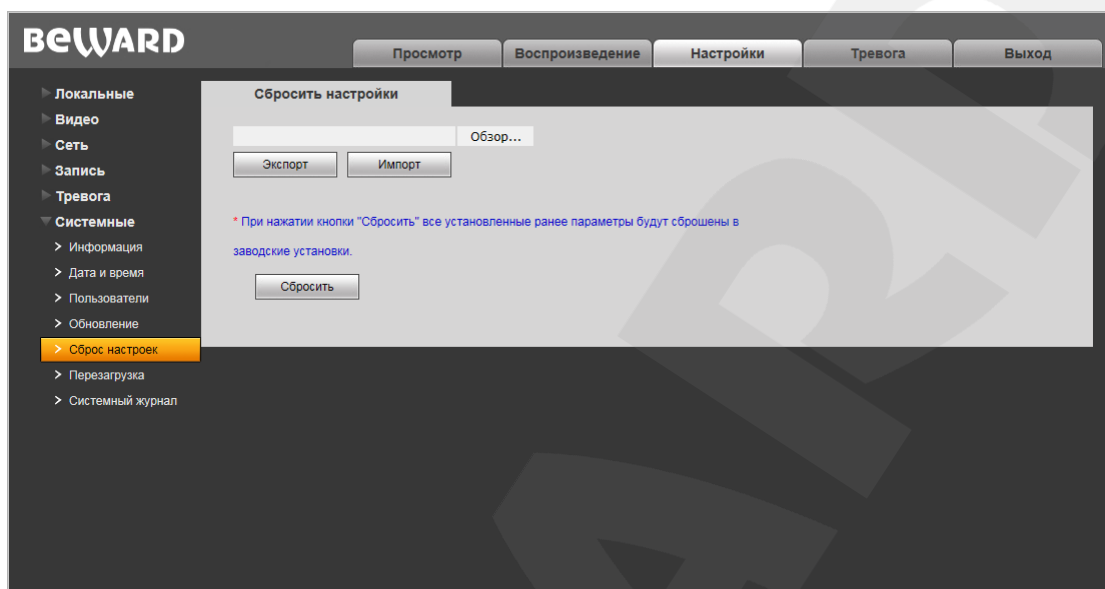 BEWARD
Просмотр
Воспроизведение
Настройки
Тревога
Выход
Локальные
Видео
Сеть
Запись
Тревога
Системные
Информация
Дата и время
Пользователи
Обновление
Сброс настроек
Перезагрузка
Системный журнал
Сбросить настройки
Обзор...
Экспорт
Импорт
* При нажатии кнопки "Сбросить" все установленные ранее параметры будут сброшены в
заводские установки.
Сбросить